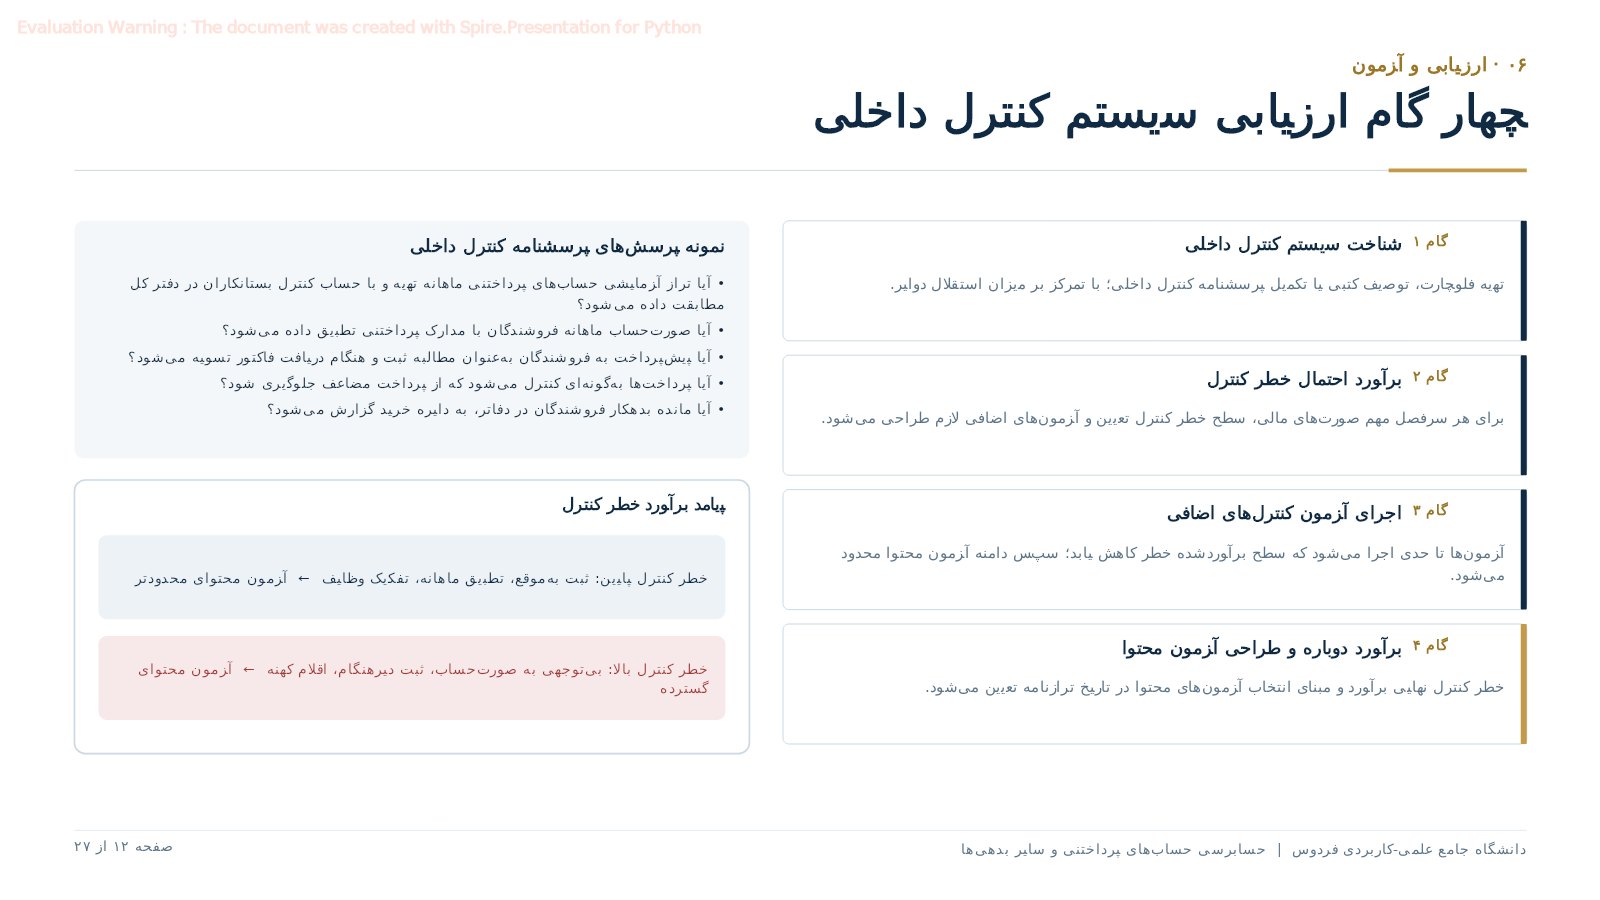 Evaluation Warning : The document was created with Spire.Presentation for Python
۰۶ · ارزیابی و آزمون
چهار گام ارزیابی سیستم کنترل داخلی
گام ۱
شناخت سیستم کنترل داخلی
تهیه فلوچارت، توصیف کتبی یا تکمیل پرسشنامه کنترل داخلی؛ با تمرکز بر میزان استقلال دوایر.
گام ۲
برآورد احتمال خطر کنترل
برای هر سرفصل مهم صورت‌های مالی، سطح خطر کنترل تعیین و آزمون‌های اضافی لازم طراحی می‌شود.
گام ۳
اجرای آزمون کنترل‌های اضافی
آزمون‌ها تا حدی اجرا می‌شود که سطح برآوردشده خطر کاهش یابد؛ سپس دامنه آزمون محتوا محدود
می‌شود.
گام ۴
برآورد دوباره و طراحی آزمون محتوا
خطر کنترل نهایی برآورد و مبنای انتخاب آزمون‌های محتوا در تاریخ ترازنامه تعیین می‌شود.
نمونه پرسش‌های پرسشنامه کنترل داخلی
• آیا تراز آزمایشی حساب‌های پرداختنی ماهانه تهیه و با حساب کنترل بستانکاران در دفتر کل
مطابقت داده می‌شود؟
• آیا صورت‌حساب ماهانه فروشندگان با مدارک پرداختنی تطبیق داده می‌شود؟
• آیا پیش‌پرداخت به فروشندگان به‌عنوان مطالبه ثبت و هنگام دریافت فاکتور تسویه می‌شود؟
• آیا پرداخت‌ها به‌گونه‌ای کنترل می‌شود که از پرداخت مضاعف جلوگیری شود؟
• آیا مانده بدهکار فروشندگان در دفاتر، به دایره خرید گزارش می‌شود؟
پیامد برآورد خطر کنترل
خطر کنترل پایین: ثبت به‌موقع، تطبیق ماهانه، تفکیک وظایف ← آزمون محتوای محدودتر
خطر کنترل بالا: بی‌توجهی به صورت‌حساب، ثبت دیرهنگام، اقلام کهنه ← آزمون محتوای
گسترده
دانشگاه جامع علمی-کاربردی فردوس | حسابرسی حساب‌های پرداختنی و سایر بدهی‌ها
صفحه ۱۲ از ۲۷